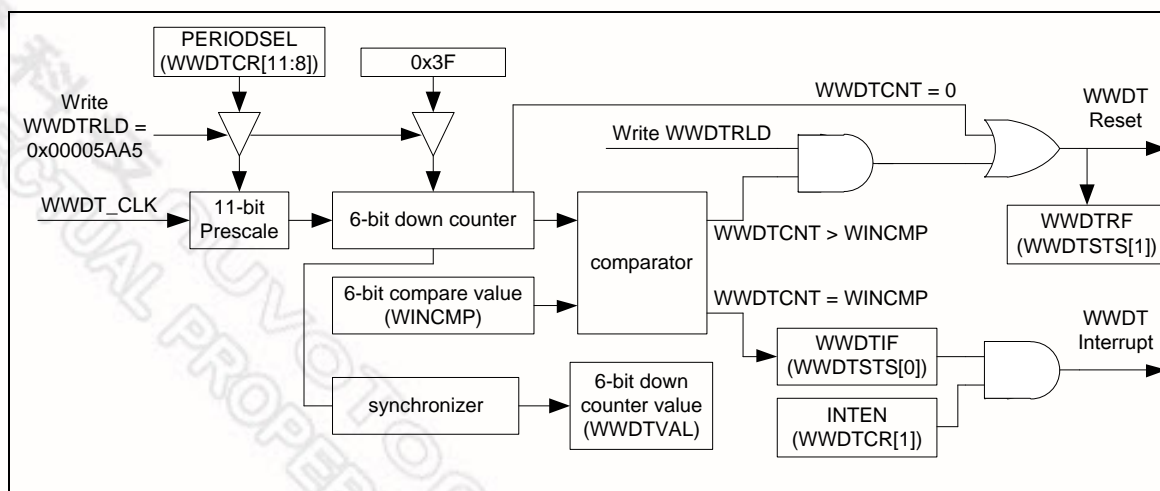 PERIODSEL
(WWDTCR[11:8])
0x3F
Write
WWDTRLD =
0x00005AA5
WWDTCNT = 0
WWDT
Reset
Write WWDTRLD
WWDT_CLK
11-bit
Prescale
6-bit down counter
comparator
WWDTCNT > WINCMP
WWDTRF
(WWDTSTS[1])
6-bit compare value
(WINCMP)
WWDTCNT = WINCMP
WWDTIF
(WWDTSTS[0])
WWDT
Interrupt
synchronizer
6-bit down
counter value
(WWDTVAL)
INTEN
(WWDTCR[1])